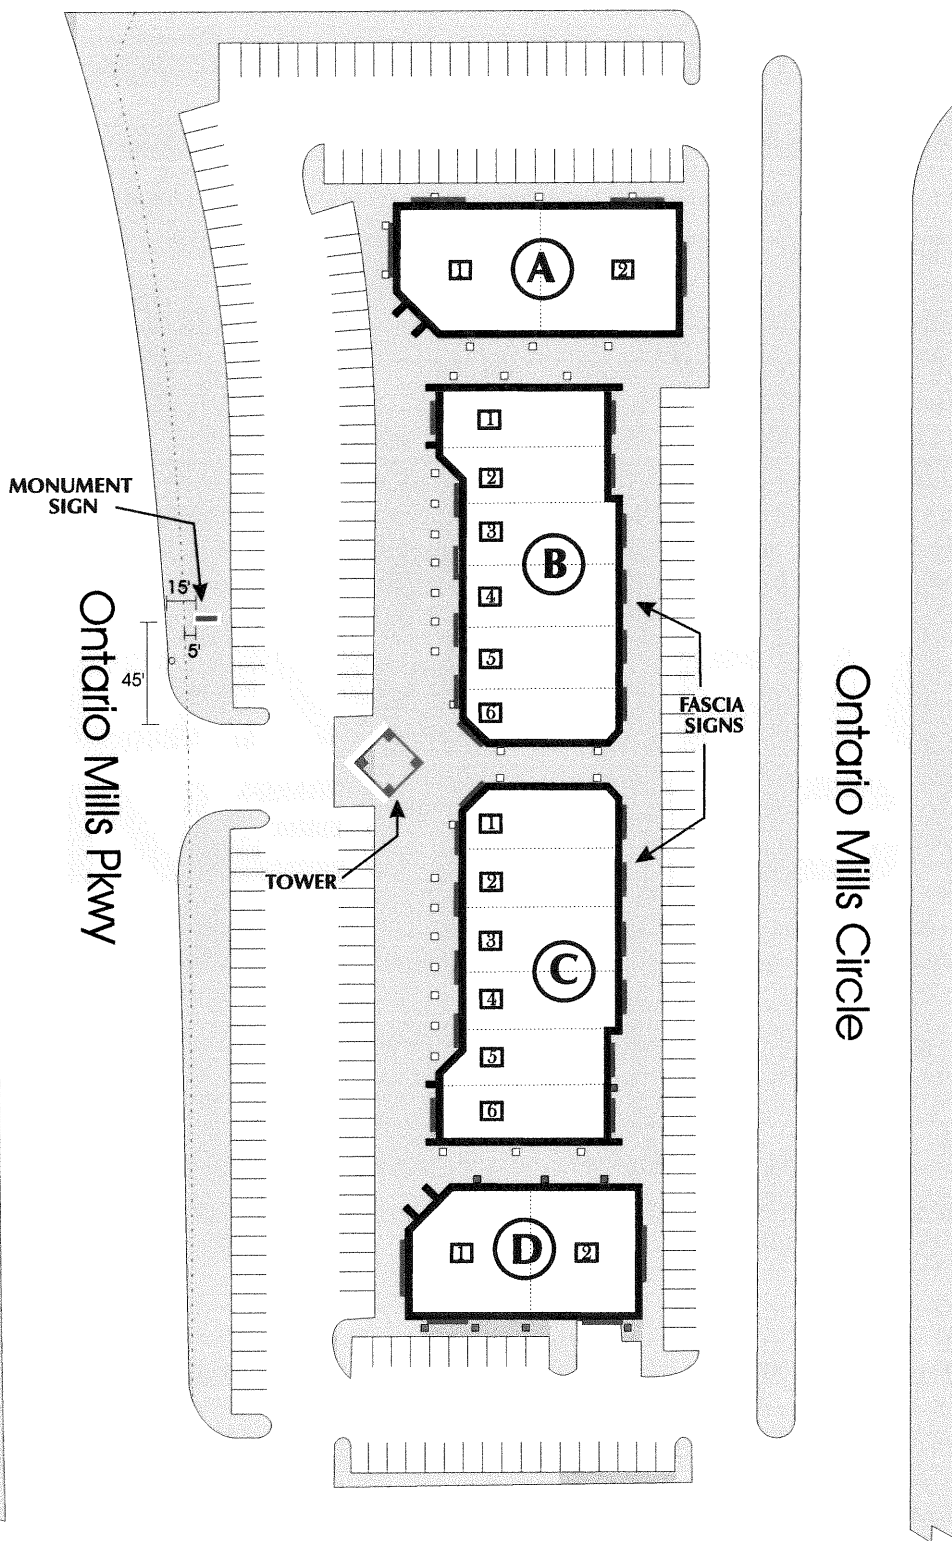 A
1
2
B
1
2
3
4
5
6
MONUMENT
SIGN
15'
5'
45'
Ontario Mills Pkwy
FASCIA
SIGNS
Ontario Mills Circle
TOWER
C
1
2
3
4
5
6
D
1
2